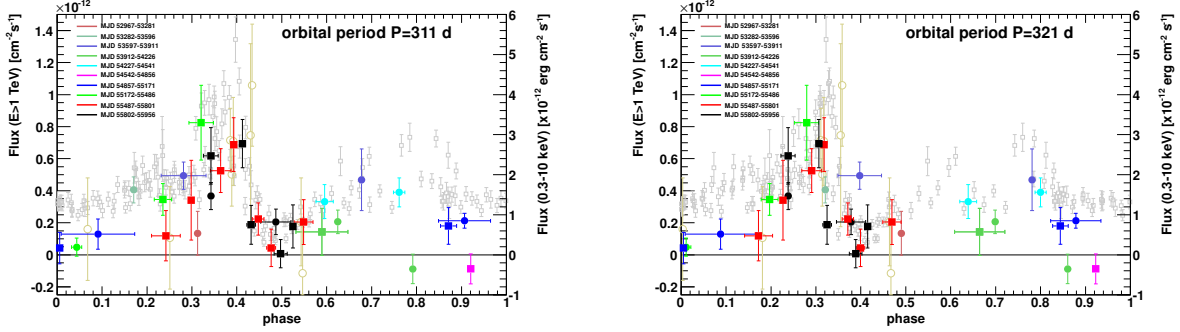 ×10⁻¹²
orbital period P=311 d
MJD 52967-53281
MJD 53282-53596
MJD 53597-53911
MJD 53912-54226
MJD 54227-54541
MJD 54542-54856
MJD 54857-55171
MJD 55172-55486
MJD 55487-55801
MJD 55802-55956
Flux (E>1 TeV) [cm⁻²s⁻¹]
1.4
1.2
1
0.8
0.6
0.4
0.2
0
-0.2
0 0.1 0.2 0.3 0.4 0.5 0.6 0.7 0.8 0.9 1
phase
6
5
4
3
2
1
0
-1
Flux (0.3-10 keV) [x10⁻¹² erg cm⁻² s⁻¹]
×10⁻¹²
orbital period P=321 d
MJD 52967-53281
MJD 53282-53596
MJD 53597-53911
MJD 53912-54226
MJD 54227-54541
MJD 54542-54856
MJD 54857-55171
MJD 55172-55486
MJD 55487-55801
MJD 55802-55956
Flux (E>1 TeV) [cm⁻²s⁻¹]
1.4
1.2
1
0.8
0.6
0.4
0.2
0
-0.2
0 0.1 0.2 0.3 0.4 0.5 0.6 0.7 0.8 0.9 1
phase
6
5
4
3
2
1
0
-1
Flux (0.3-10 keV) [x10⁻¹² erg cm⁻² s⁻¹]